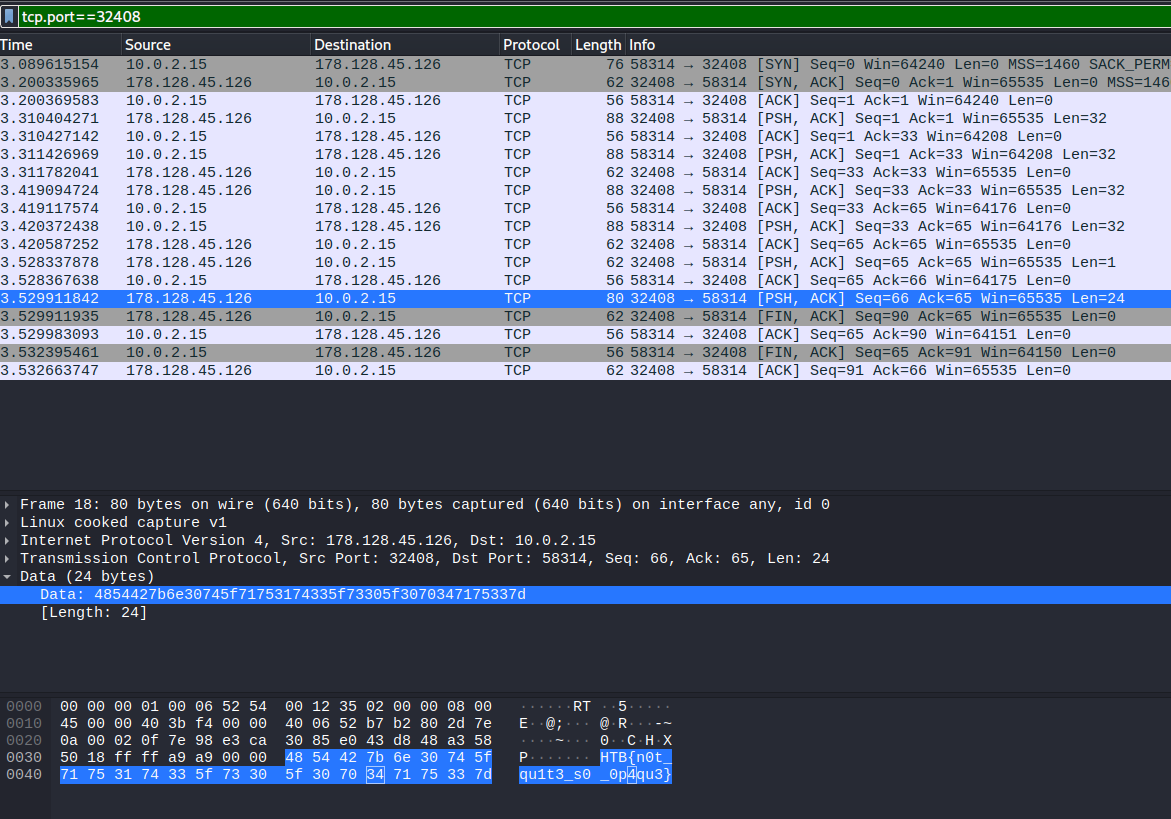 tcp.port==32408
Time Source Destination Protocol Length Info
3.089615154 10.0.2.15 178.128.45.126 TCP 76 58314 → 32408 [SYN] Seq=0 Win=64240 Len=0 MSS=1460 SACK_PERM
3.200335965 178.128.45.126 10.0.2.15 TCP 62 32408 → 58314 [SYN, ACK] Seq=0 Ack=1 Win=65535 Len=0 MSS=146
3.200369583 10.0.2.15 178.128.45.126 TCP 56 58314 → 32408 [ACK] Seq=1 Ack=1 Win=64240 Len=0
3.310404271 178.128.45.126 10.0.2.15 TCP 88 32408 → 58314 [PSH, ACK] Seq=1 Ack=1 Win=65535 Len=32
3.310427142 10.0.2.15 178.128.45.126 TCP 56 58314 → 32408 [ACK] Seq=1 Ack=33 Win=64208 Len=0
3.311426969 10.0.2.15 178.128.45.126 TCP 88 58314 → 32408 [PSH, ACK] Seq=1 Ack=33 Win=64208 Len=32
3.311782041 178.128.45.126 10.0.2.15 TCP 62 32408 → 58314 [ACK] Seq=33 Ack=33 Win=65535 Len=0
3.419094724 178.128.45.126 10.0.2.15 TCP 88 32408 → 58314 [PSH, ACK] Seq=33 Ack=33 Win=65535 Len=32
3.419117574 10.0.2.15 178.128.45.126 TCP 56 58314 → 32408 [ACK] Seq=33 Ack=65 Win=64176 Len=0
3.420372438 10.0.2.15 178.128.45.126 TCP 88 58314 → 32408 [PSH, ACK] Seq=33 Ack=65 Win=64176 Len=32
3.420587252 178.128.45.126 10.0.2.15 TCP 62 32408 → 58314 [ACK] Seq=65 Ack=65 Win=65535 Len=0
3.528337878 178.128.45.126 10.0.2.15 TCP 62 32408 → 58314 [PSH, ACK] Seq=65 Ack=65 Win=65535 Len=1
3.528367638 10.0.2.15 178.128.45.126 TCP 56 58314 → 32408 [ACK] Seq=65 Ack=66 Win=64175 Len=0
3.529911842 178.128.45.126 10.0.2.15 TCP 80 32408 → 58314 [PSH, ACK] Seq=66 Ack=65 Win=65535 Len=24
3.529911935 178.128.45.126 10.0.2.15 TCP 62 32408 → 58314 [FIN, ACK] Seq=90 Ack=65 Win=65535 Len=0
3.529983093 10.0.2.15 178.128.45.126 TCP 56 58314 → 32408 [ACK] Seq=65 Ack=90 Win=64151 Len=0
3.532395461 10.0.2.15 178.128.45.126 TCP 56 58314 → 32408 [FIN, ACK] Seq=65 Ack=91 Win=64150 Len=0
3.532663747 178.128.45.126 10.0.2.15 TCP 62 32408 → 58314 [ACK] Seq=91 Ack=66 Win=65535 Len=0
Frame 18: 80 bytes on wire (640 bits), 80 bytes captured (640 bits) on interface any, id 0
Linux cooked capture v1
Internet Protocol Version 4, Src: 178.128.45.126, Dst: 10.0.2.15
Transmission Control Protocol, Src Port: 32408, Dst Port: 58314, Seq: 66, Ack: 65, Len: 24
Data (24 bytes)
Data: 4854427b6e30745f71753174335f73305f3070347175337d
[Length: 24]
0000 00 00 00 01 00 06 52 54 00 12 35 02 00 00 08 00 ······RT ··5·····
0010 45 00 00 40 3b f4 00 00 40 06 52 b7 b2 80 2d 7e E··@;··· @·R···-~
0020 0a 00 02 0f 7e 98 e3 ca 30 85 e0 43 d8 48 a3 58 ····~··· 0··C·H·X
0030 50 18 ff ff a9 a9 00 00 48 54 42 7b 6e 30 74 5f P······· HTB{n0t_
0040 71 75 31 74 33 5f 73 30 5f 30 70 34 71 75 33 7d qu1t3_s0 _0p4qu3}